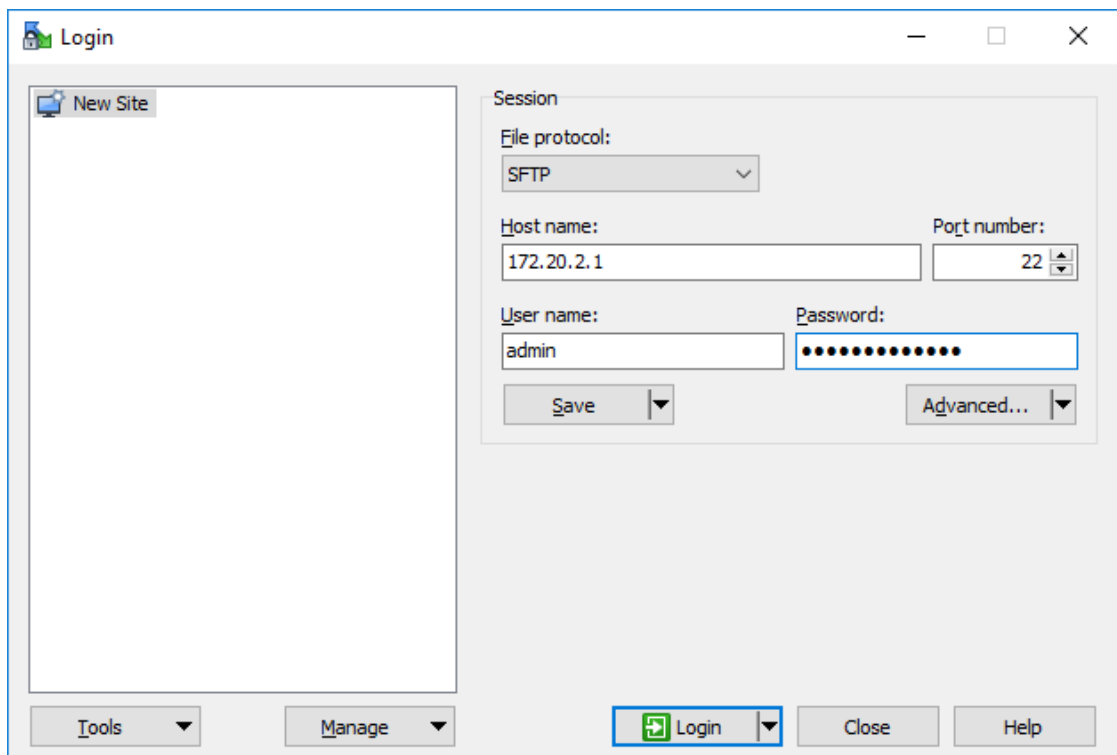 Login
New Site
Session
File protocol:
SFTP
Host name:
Port number:
172.20.2.1
22
User name:
Password:
admin
•••••••••••••
Save
Advanced...
Tools
Manage
Login
Close
Help